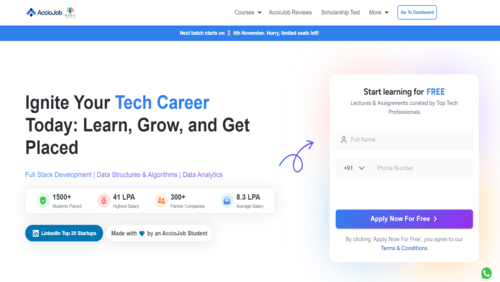 AccioJob
Courses
AccioJob Reviews
Scholarship Test
More
Go To Dashboard
Next batch starts on 6th November. Hurry, limited seats left!
Ignite Your Tech Career
Today: Learn, Grow, and Get
Placed
Full Stack Development | Data Structures & Algorithms | Data Analytics
1500+
Students Placed
41 LPA
Highest Salary
300+
Partner Companies
8.3 LPA
Average Salary
LinkedIn Top 20 Startups
Made with by an AccioJob Student
Start learning for FREE
Lectures & Assignments curated by Top Tech
Professionals
Full Name
+91
Phone Number
Apply Now For Free
By clicking 'Apply Now For Free', you agree to our
Terms & Conditions